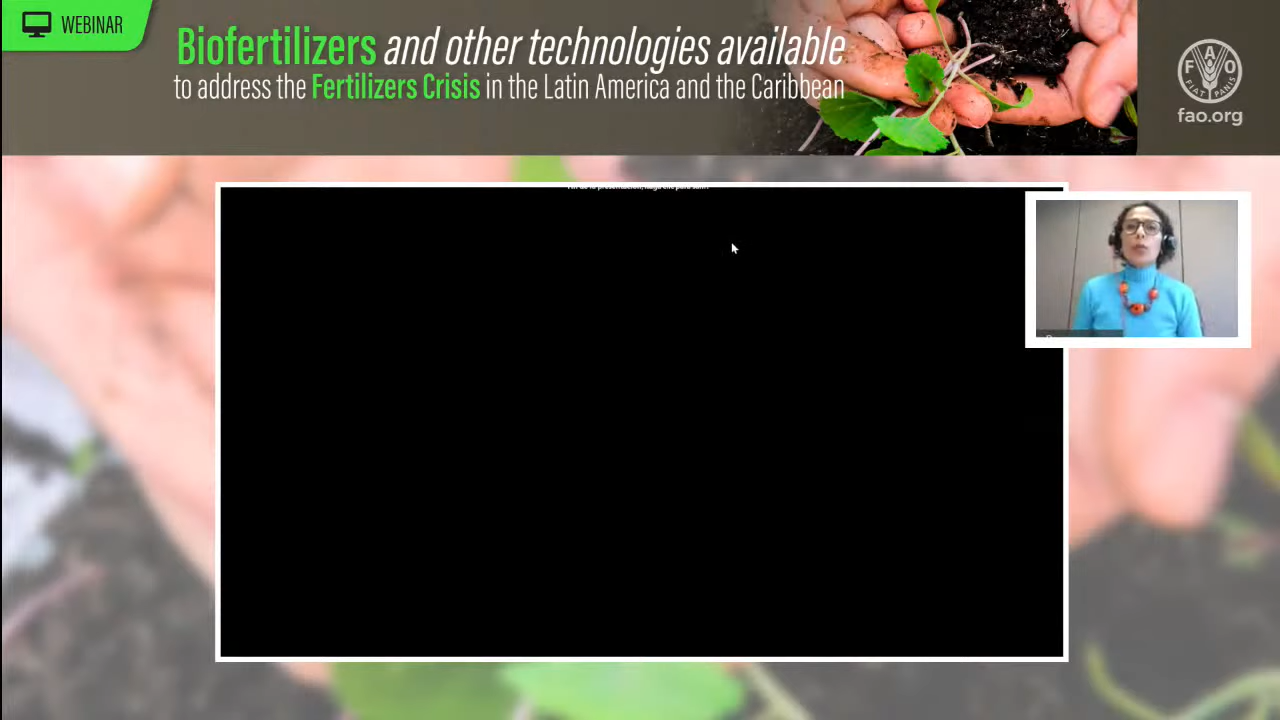 WEBINAR
Biofertilizers and other technologies available
to address the Fertilizers Crisis in the Latin America and the Caribbean
F A O
FIAT PANIS
fao.org